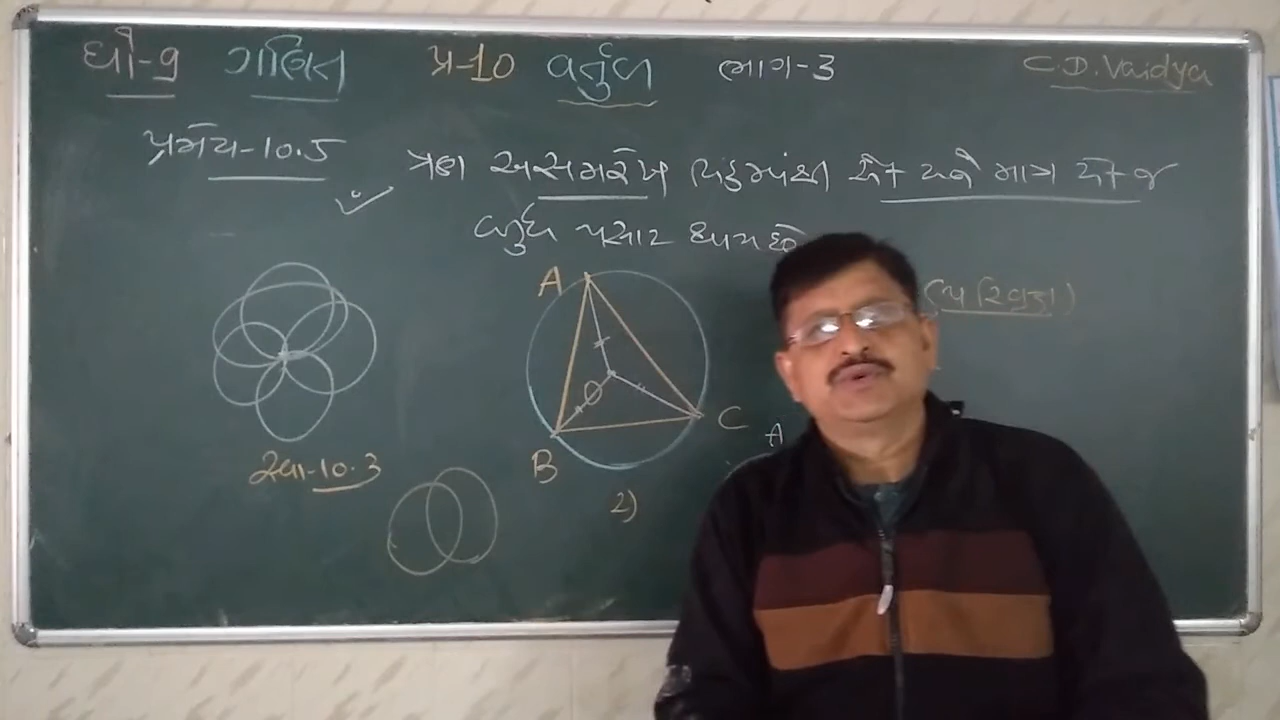 ધો-9 ગણિત પ્ર-10 વર્તુળ ભાગ-3 C.D.Vaidya
પ્રમેય-10.5
ત્રણ અસમરેખ બિંદુમાંથી એક અને માત્ર એક જ
વર્તુળ પસાર થાય છે
A
B
C
O
A
સ્વા-10.3
2)